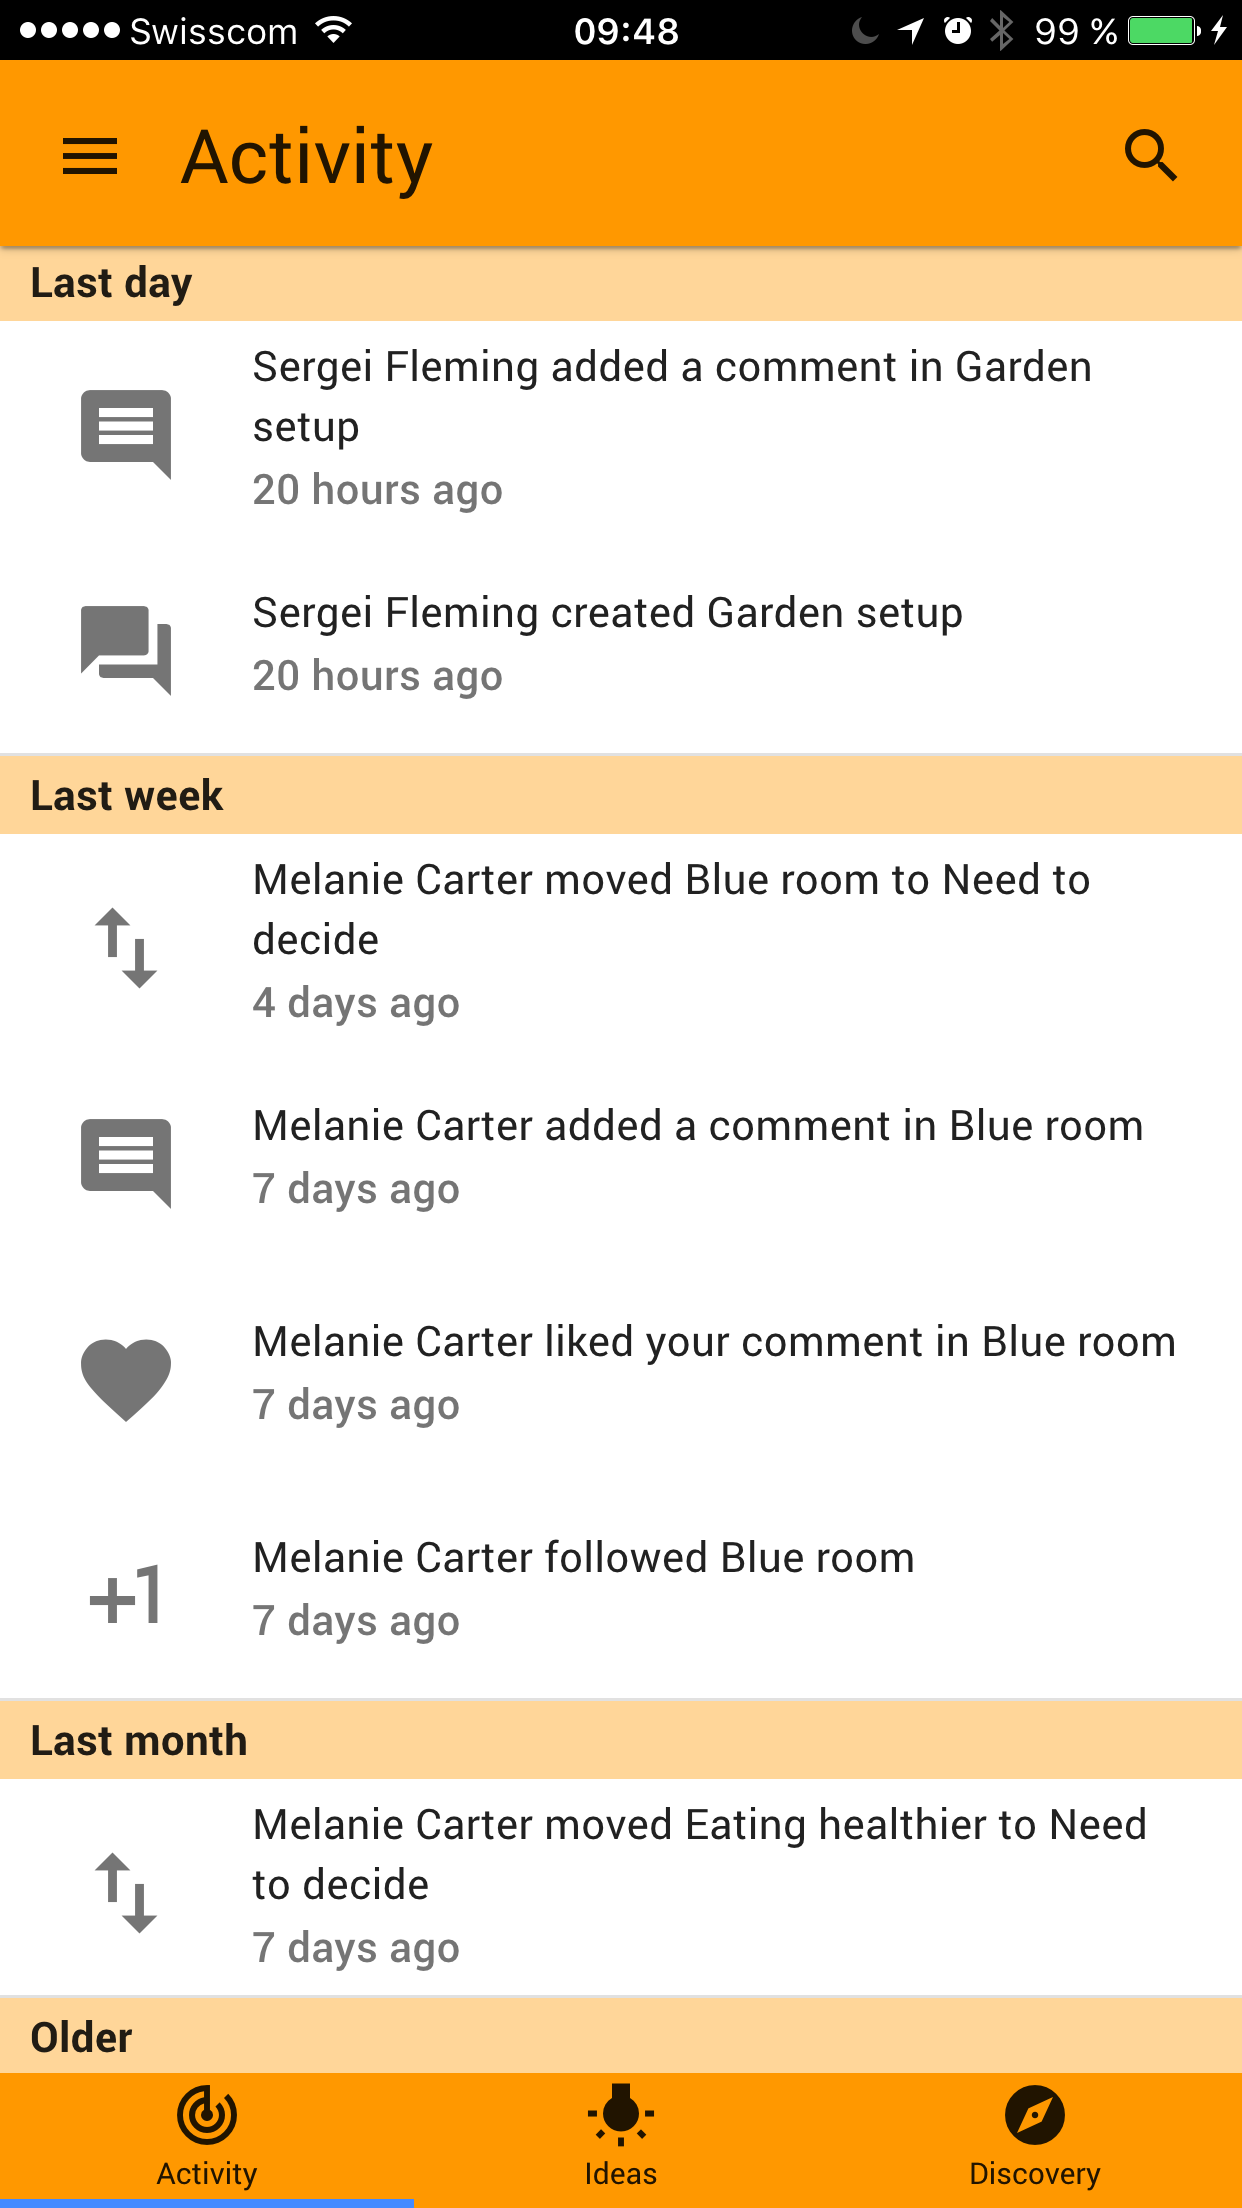 Swisscom 09:48 99 %
Activity
Last day
Sergei Fleming added a comment in Garden
setup
20 hours ago
Sergei Fleming created Garden setup
20 hours ago
Last week
Melanie Carter moved Blue room to Need to
decide
4 days ago
Melanie Carter added a comment in Blue room
7 days ago
Melanie Carter liked your comment in Blue room
7 days ago
+1
Melanie Carter followed Blue room
7 days ago
Last month
Melanie Carter moved Eating healthier to Need
to decide
7 days ago
Older
Activity Ideas Discovery